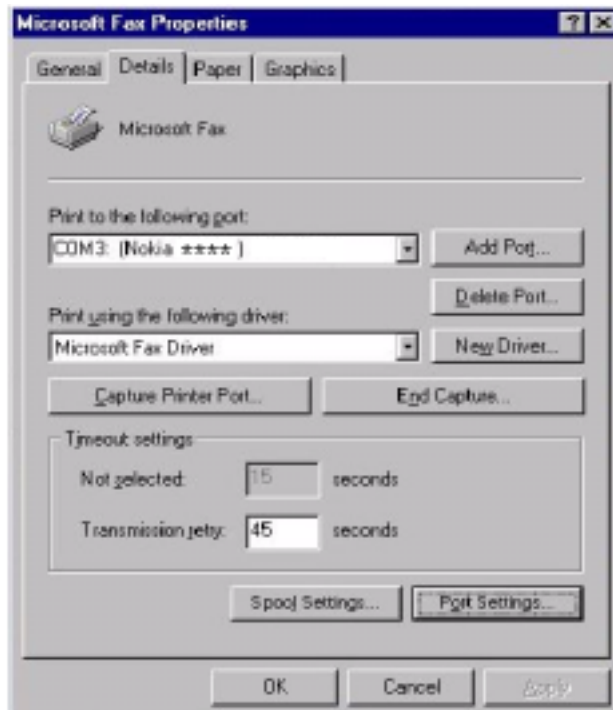 Microsoft Fax Properties
General Details Paper Graphics
Microsoft Fax
Print to the following port:
COM3: (Nokia **** )
Add Port...
Delete Port...
Print using the following driver:
Microsoft Fax Driver
New Driver...
Capture Printer Port...
End Capture...
Timeout settings
Not selected: 15 seconds
Transmission retry: 45 seconds
Spool Settings...
Port Settings...
OK
Cancel
Apply